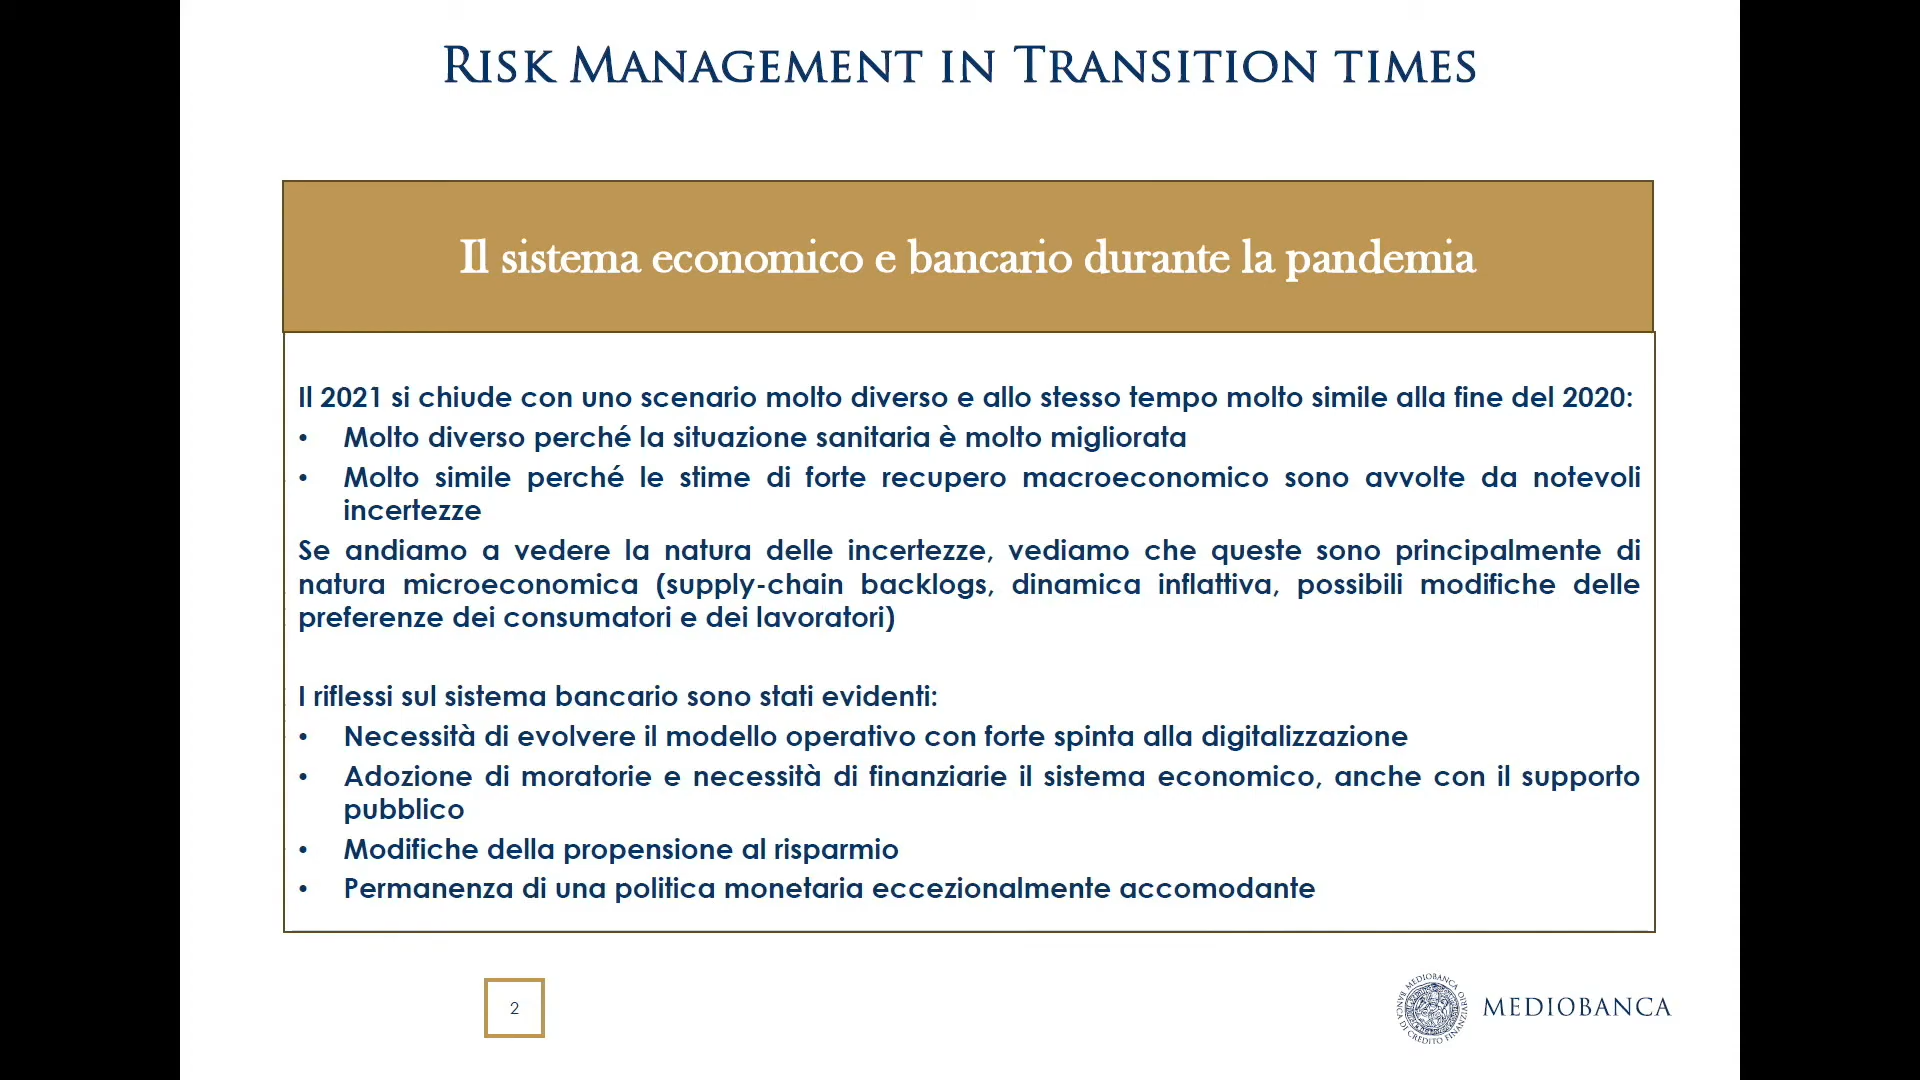 RISK MANAGEMENT IN TRANSITION TIMES
Il sistema economico e bancario durante la pandemia
Il 2021 si chiude con uno scenario molto diverso e allo stesso tempo molto simile alla fine del 2020:
• Molto diverso perché la situazione sanitaria è molto migliorata
• Molto simile perché le stime di forte recupero macroeconomico sono avvolte da notevoli
incertezze
Se andiamo a vedere la natura delle incertezze, vediamo che queste sono principalmente di
natura microeconomica (supply-chain backlogs, dinamica inflattiva, possibili modifiche delle
preferenze dei consumatori e dei lavoratori)
I riflessi sul sistema bancario sono stati evidenti:
• Necessità di evolvere il modello operativo con forte spinta alla digitalizzazione
• Adozione di moratorie e necessità di finanziarie il sistema economico, anche con il supporto
pubblico
• Modifiche della propensione al risparmio
• Permanenza di una politica monetaria eccezionalmente accomodante
2
MEDIOBANCA BANCA DI CREDITO FINANZIARIO
MEDIOBANCA